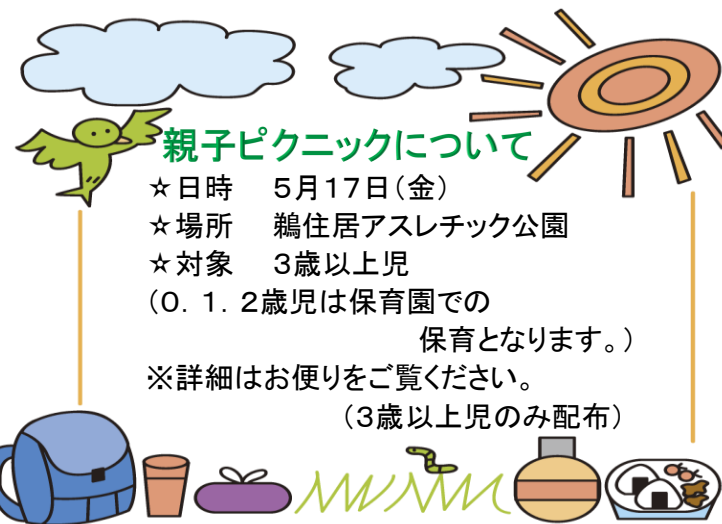 親子ピクニックについて
☆日時　5月17日(金)
☆場所　鵜住居アスレチック公園
☆対象　3歳以上児
(0．1．2歳児は保育園での
保育となります。)
※詳細はお便りをご覧ください。
(3歳以上児のみ配布)